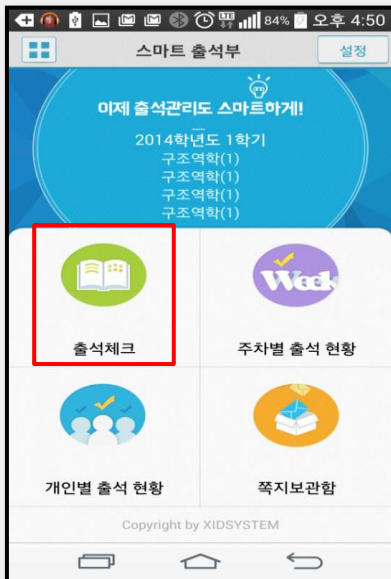 84% 오후 4:50
스마트 출석부
설정
이제 출석관리도 스마트하게!
2014학년도 1학기
구조역학(1)
구조역학(1)
구조역학(1)
구조역학(1)
Week
출석체크
주차별 출석 현황
개인별 출석 현황
쪽지보관함
Copyright by XIDSYSTEM